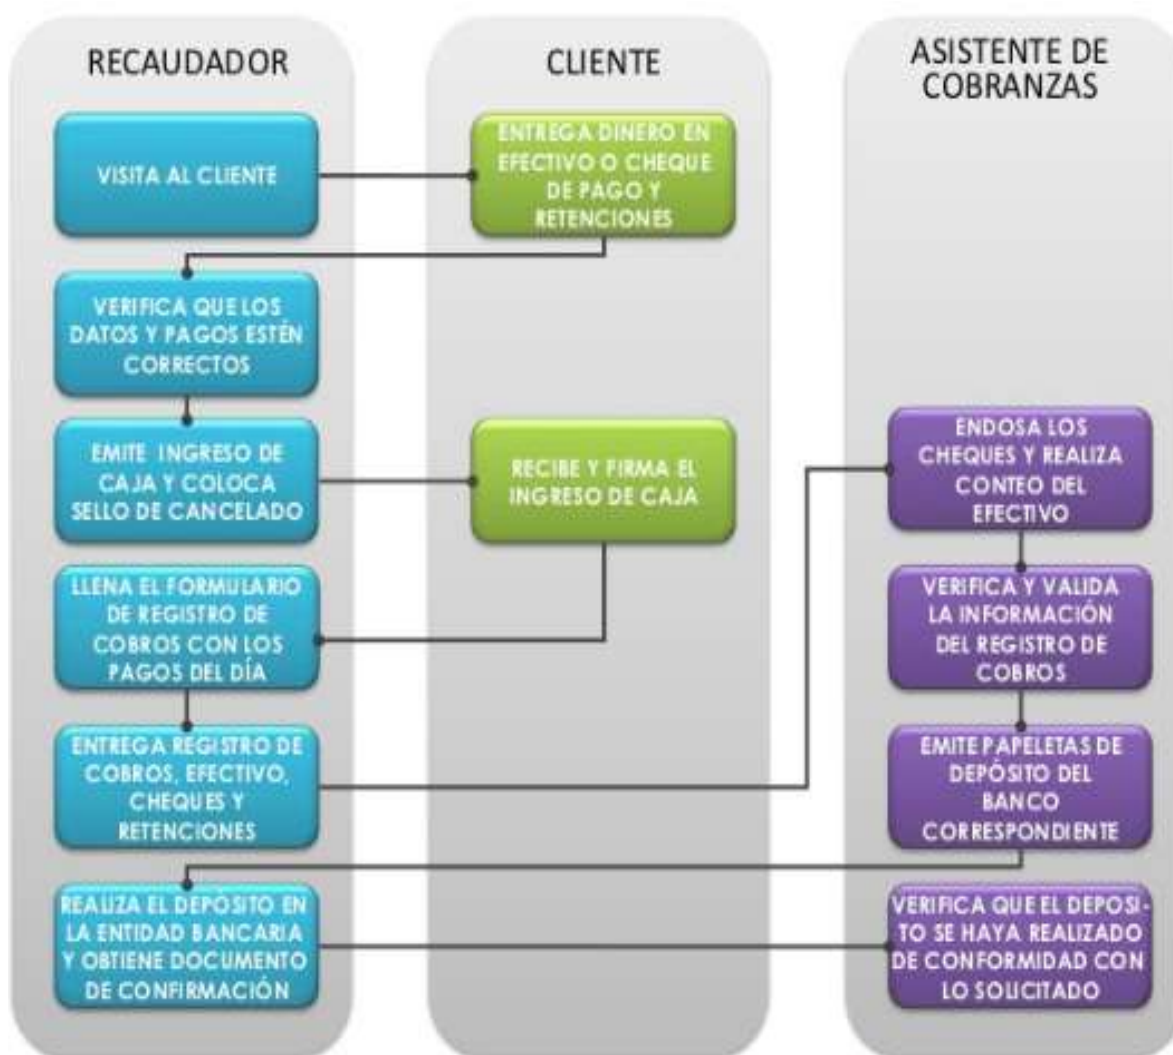 RECAUDADOR
VISITA AL CLIENTE
VERIFICA QUE LOS
DATOS Y PAGOS ESTÉN
CORRECTOS
EMITE INGRESO DE
CAJA Y COLOCA
SELLO DE CANCELADO
LLENA EL FORMULARIO
DE REGISTRO DE
COBROS CON LOS
PAGOS DEL DÍA
ENTREGA REGISTRO DE
COBROS, EFECTIVO,
CHEQUES Y
RETENCIONES
REALIZA EL DEPÓSITO EN
LA ENTIDAD BANCARIA
Y OBTIENE DOCUMENTO
DE CONFIRMACIÓN
CLIENTE
ENTREGA DINERO EN
EFECTIVO O CHEQUE
DE PAGO Y
RETENCIONES
RECIBE Y FIRMA EL
INGRESO DE CAJA
ASISTENTE DE
COBRANZAS
ENDOSA LOS
CHEQUES Y REALIZA
CONTEO DEL
EFECTIVO
VERIFICA Y VALIDA
LA INFORMACIÓN
DEL REGISTRO DE
COBROS
EMITE PAPELETAS DE
DEPÓSITO DEL
BANCO
CORRESPONDIENTE
VERIFICA QUE EL DEPOSI-
TO SE HAYA REALIZADO
DE CONFORMIDAD CON
LO SOLICITADO